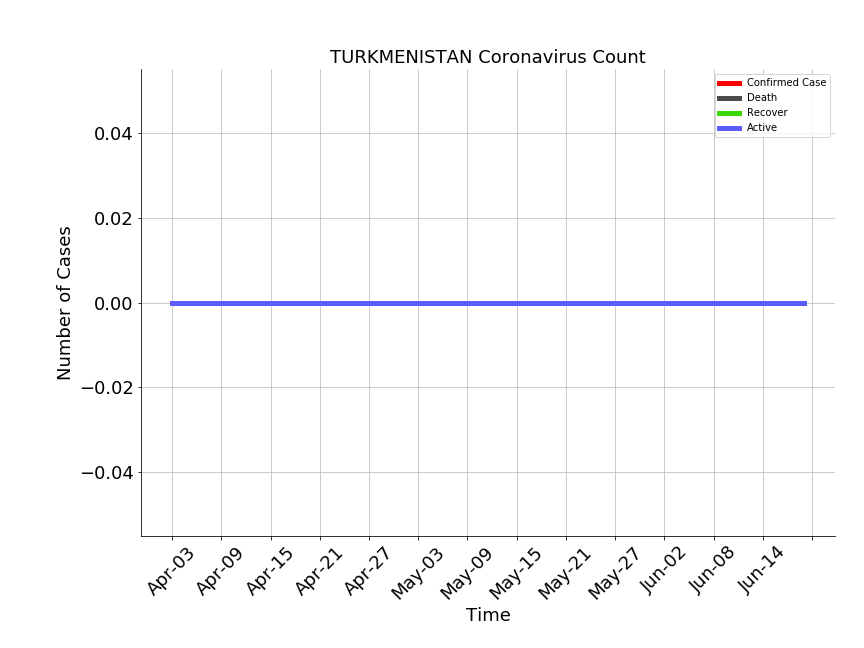 TURKMENISTAN Coronavirus Count
Confirmed Case
Death
Recover
Active
0.04
0.02
0.00
−0.02
−0.04
Number of Cases
Apr-03
Apr-09
Apr-15
Apr-21
Apr-27
May-03
May-09
May-15
May-21
May-27
Jun-02
Jun-08
Jun-14
Time